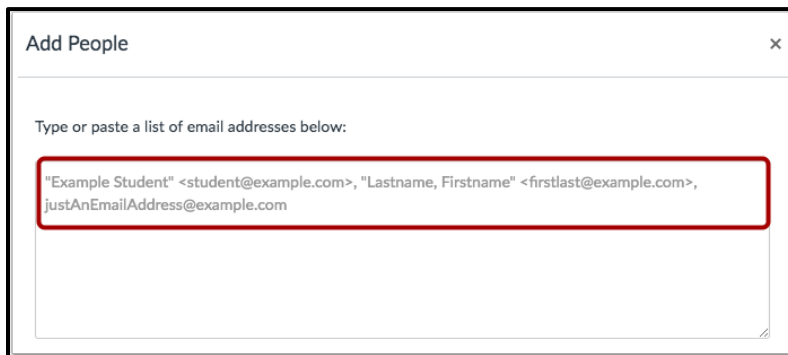 Add People
×
Type or paste a list of email addresses below:
"Example Student" <student@example.com>, "Lastname, Firstname" <firstlast@example.com>,
justAnEmailAddress@example.com